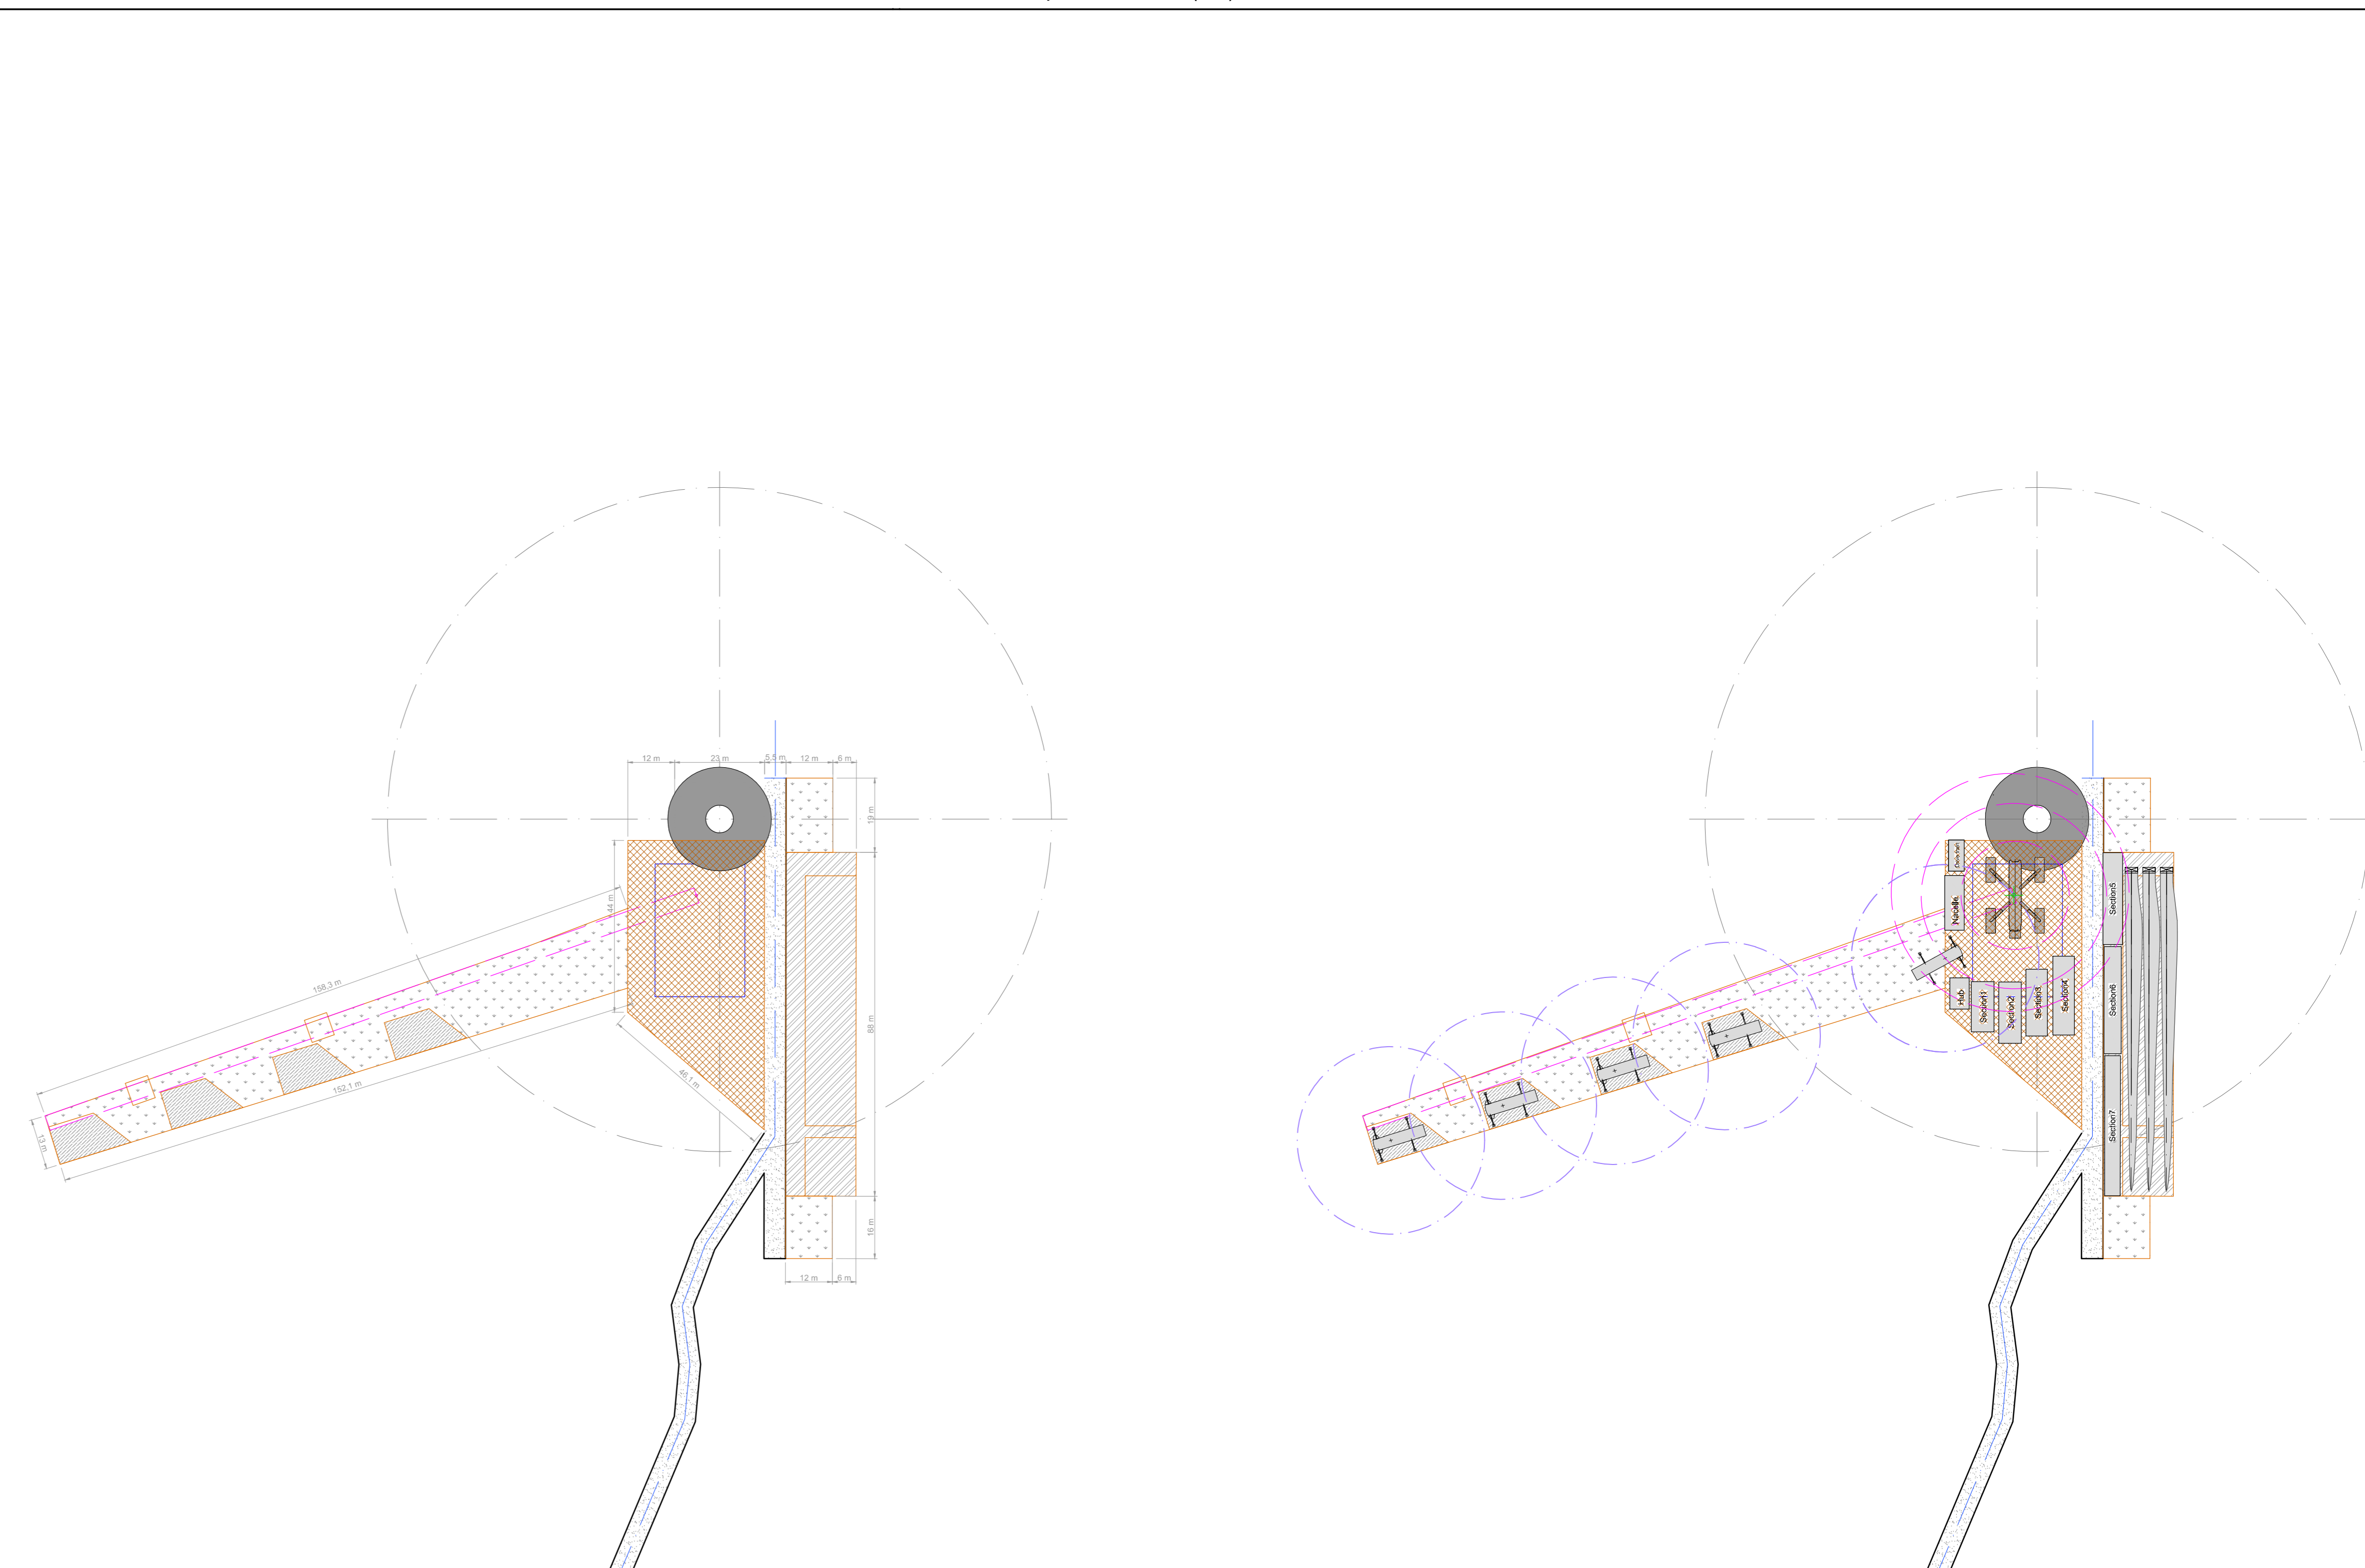 12 m
23 m
5,5 m
12 m
6 m
19 m
44 m
158,3 m
68 m
46,1 m
152,1 m
13 m
16 m
12 m
6 m
Nacelle
Hub
Section1
Section2
Section3
Section4
Section5
Section6
Section7